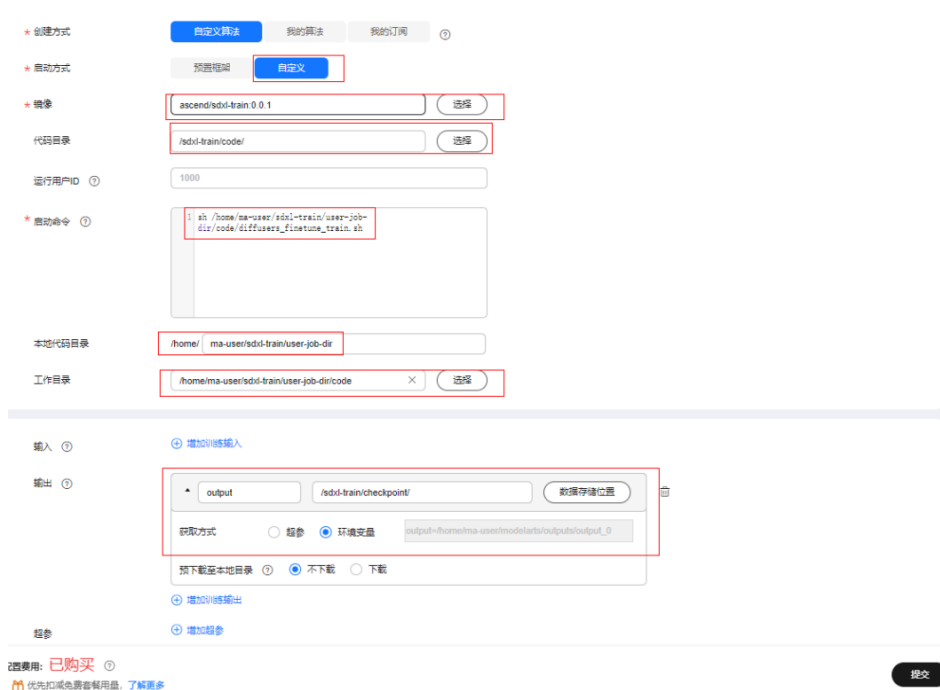 * 创建方式 自定义算法 我的算法 我的订阅
* 启动方式 预置框架 自定义
* 镜像 ascend/sdxl-train:0.0.1 选择
代码目录 /sdxl-train/code/ 选择
运行用户ID 1000
* 启动命令 1 sh /home/ma-user/sdxl-train/user-job-
dir/code/diffusers_finetune_train.sh
本地代码目录 /home/ ma-user/sdxl-train/user-job-dir
工作目录 /home/ma-user/sdxl-train/user-job-dir/code 选择
输入 增加训练输入
输出 output /sdxl-train/checkpoint/ 数据存储位置
获取方式 超参 环境变量 output=/home/ma-user/modelarts/outputs/output_0
预下载至本地目录 不下载 下载
增加训练输出
超参 增加超参
配置费用: 已购买
优先扣减免费套餐用量, 了解更多
提交